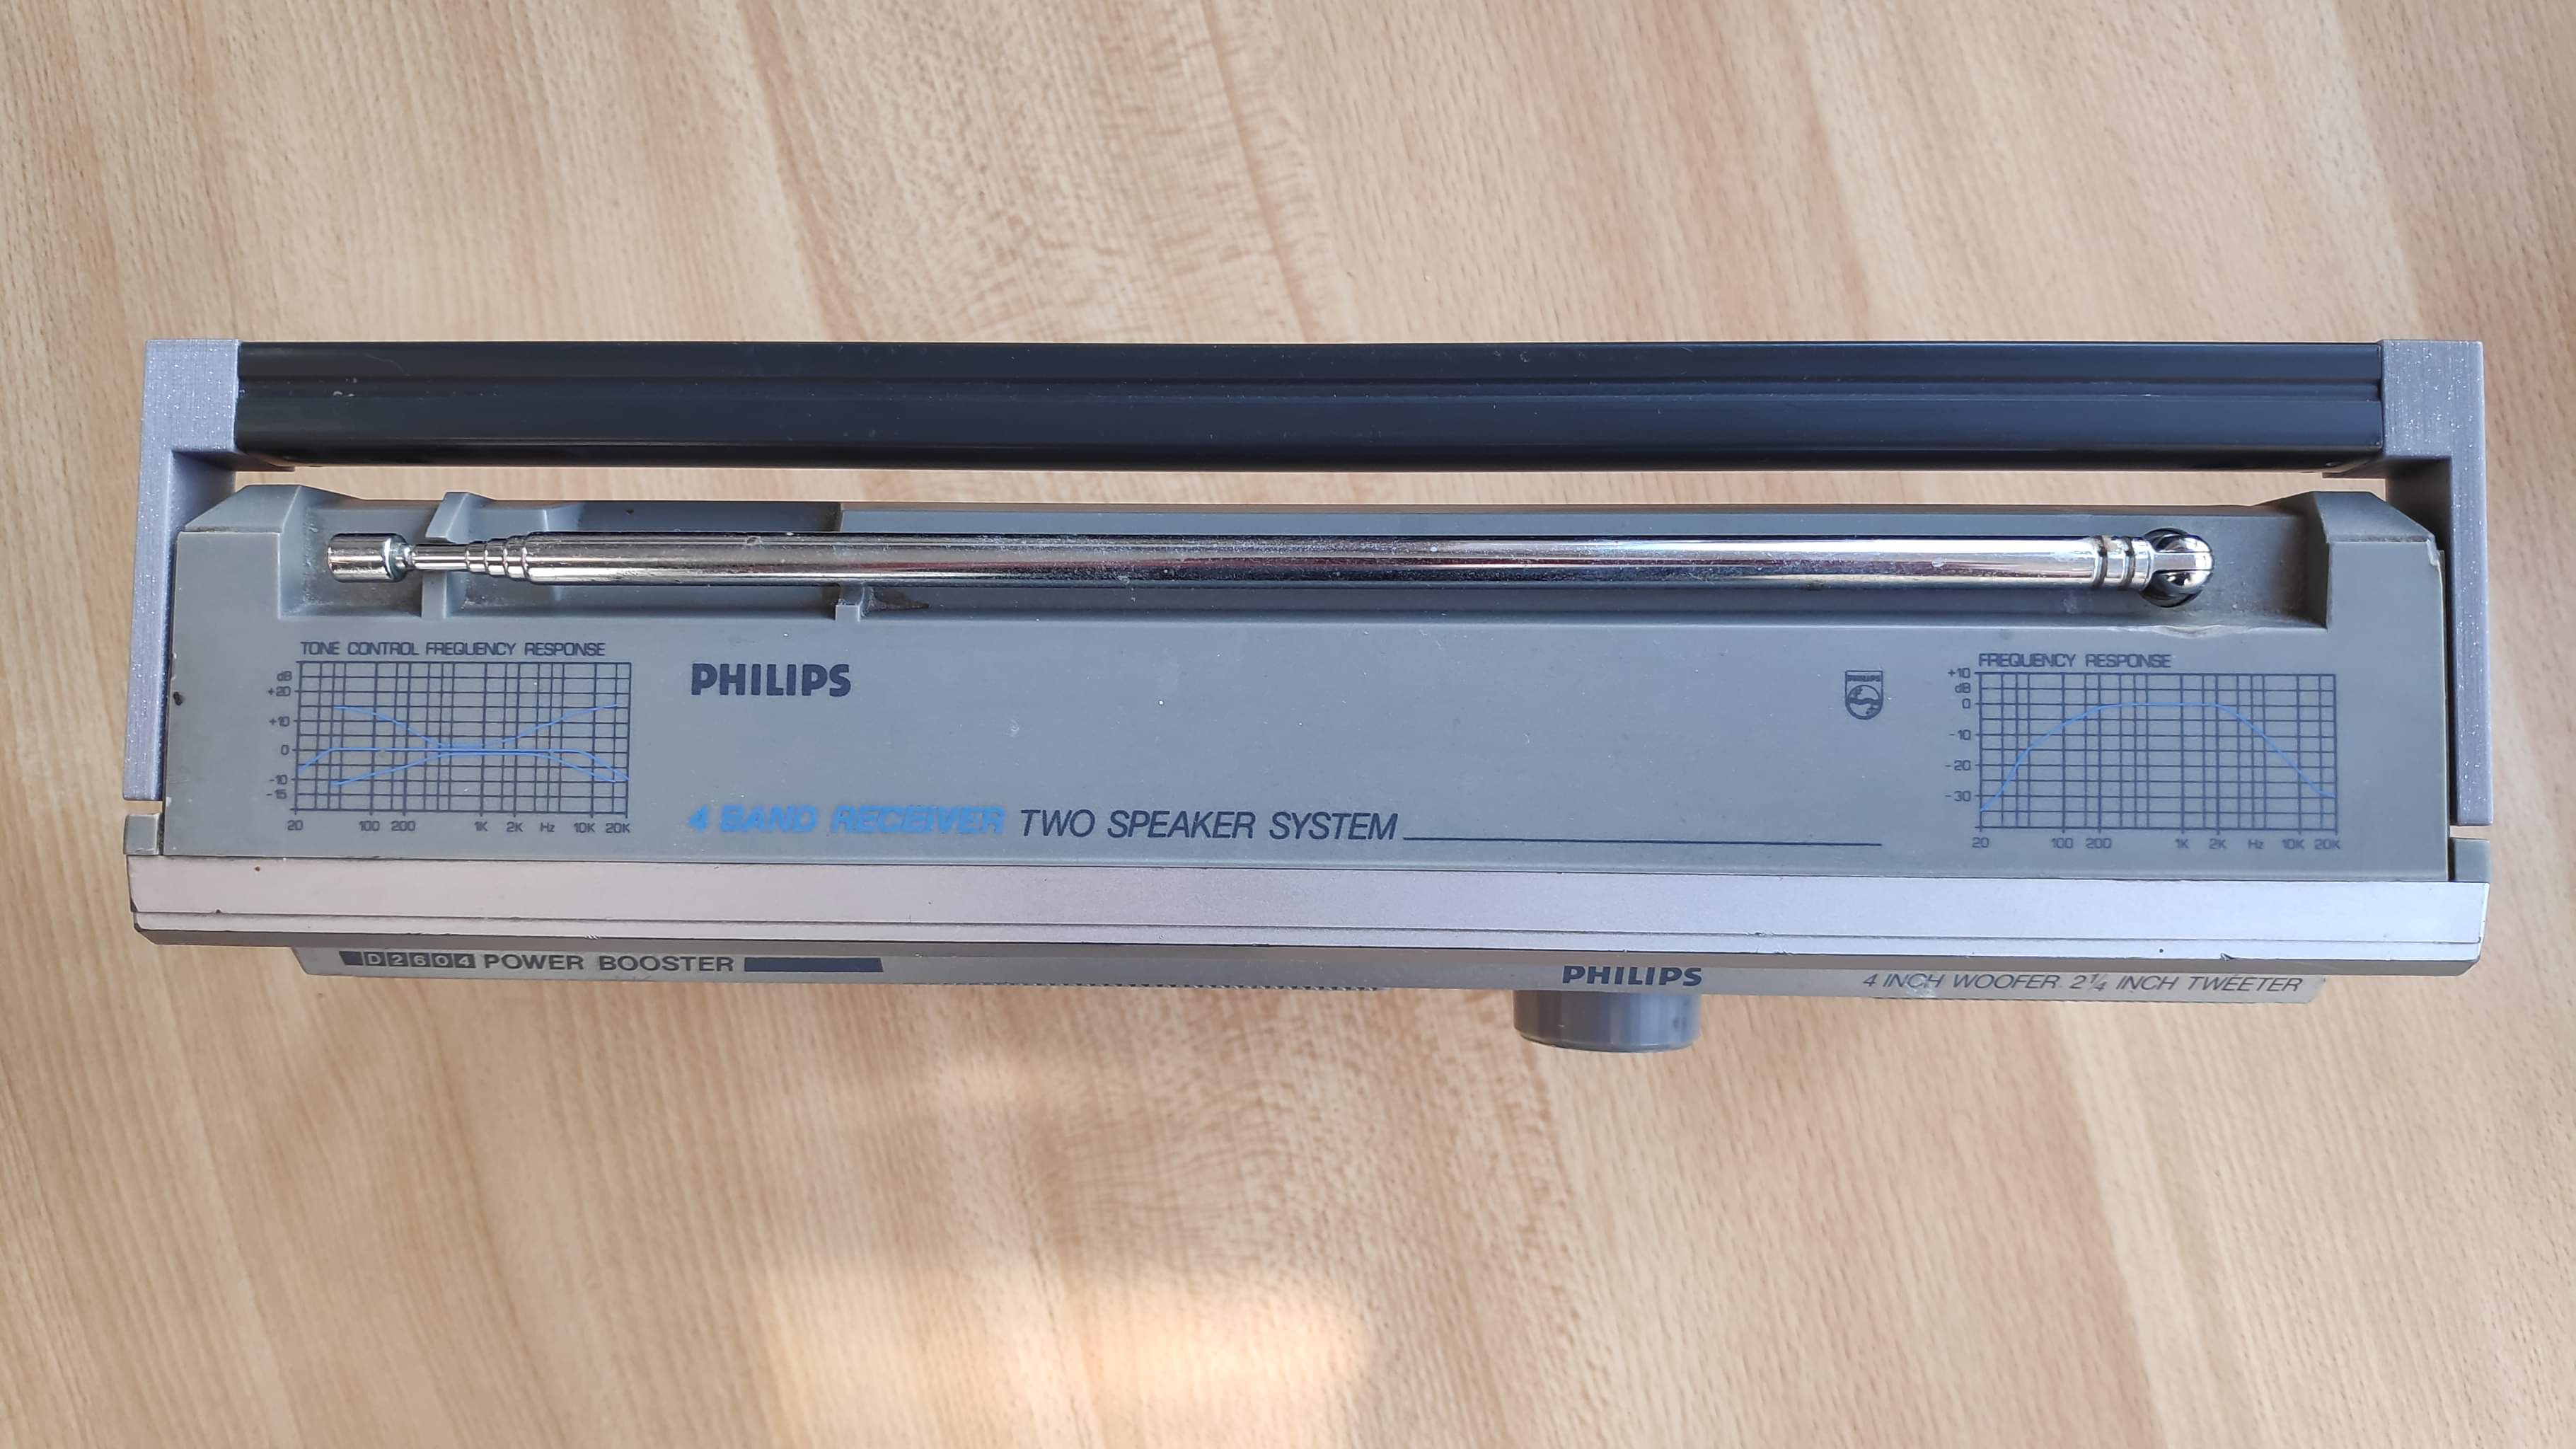 TONE CONTROL FREQUENCY RESPONSE
dB
+20
+10
0
-10
-15
20 100 200 1K 2K Hz 10K 20K
PHILIPS
4 BAND RECEIVER TWO SPEAKER SYSTEM
PHILIPS
FREQUENCY RESPONSE
+10
dB
0
-10
-20
-30
20 100 200 1K 2K Hz 10K 20K
D2604 POWER BOOSTER
PHILIPS
4 INCH WOOFER 2¼ INCH TWEETER